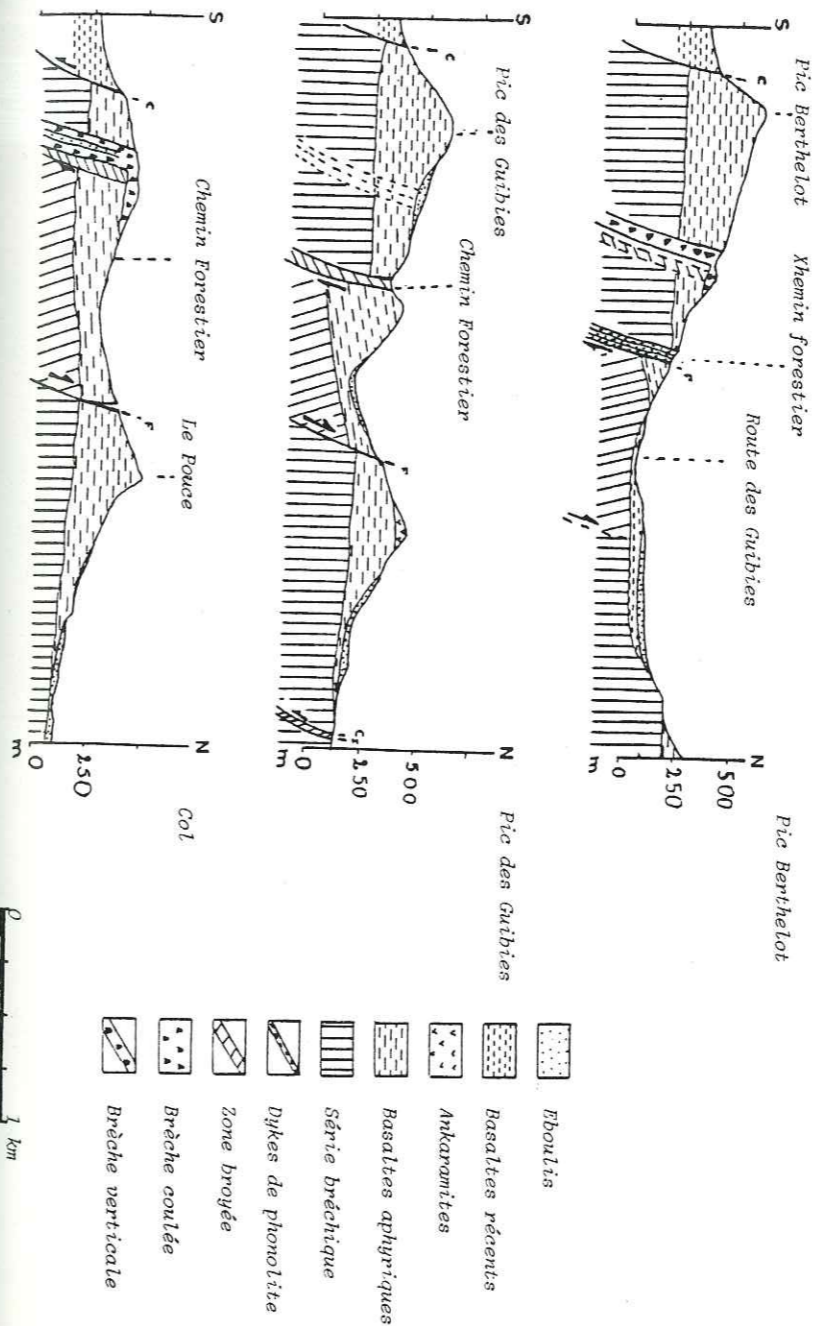 Pic Berthelot
Pic Berthelot
Xhemin forestier
Route des Guibies
S
N
c
F
500
250
0
m
Pic des Guibies
Pic des Guibies
Chemin Forestier
S
N
c
F
500
250
0
m
Col
Chemin Forestier
Le Pouce
S
N
c
F
250
0
m
Eboulis
Basaltes récents
Ankaramites
Basaltes aphyriques
Série bréchique
Dykes de phonolite
Zone broyée
Brèche coulée
Brèche verticale
0
1 km